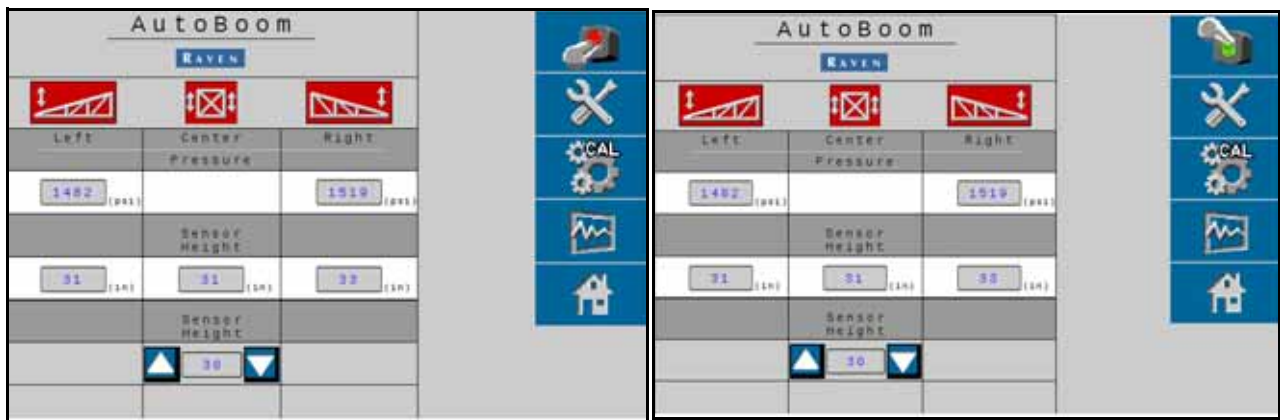 AutoBoom
RAVEN
Left Center Right
Pressure
1482 (psi) 1519 (psi)
Sensor
Height
31 (in) 31 (in) 33 (in)
Sensor
Height
30
CAL
AutoBoom
RAVEN
Left Center Right
Pressure
1482 (psi) 1519 (psi)
Sensor
Height
31 (in) 31 (in) 33 (in)
Sensor
Height
30
CAL